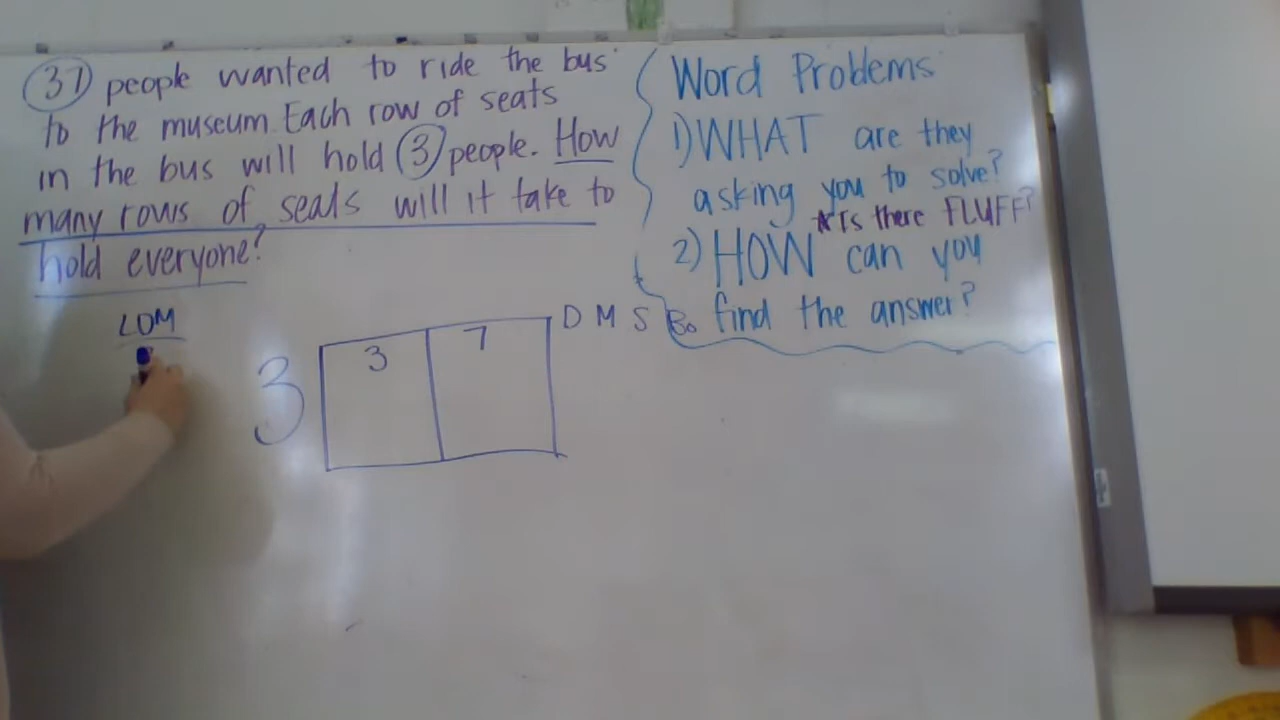 37 people wanted to ride the bus
to the museum. Each row of seats
in the bus will hold 3 people. How
many rows of seats will it take to
hold everyone?
Word Problems
1) WHAT are they
asking you to solve?
*Is there FLUFF?
2) HOW can you
find the answer?
LOM
D M S B
3
3 7